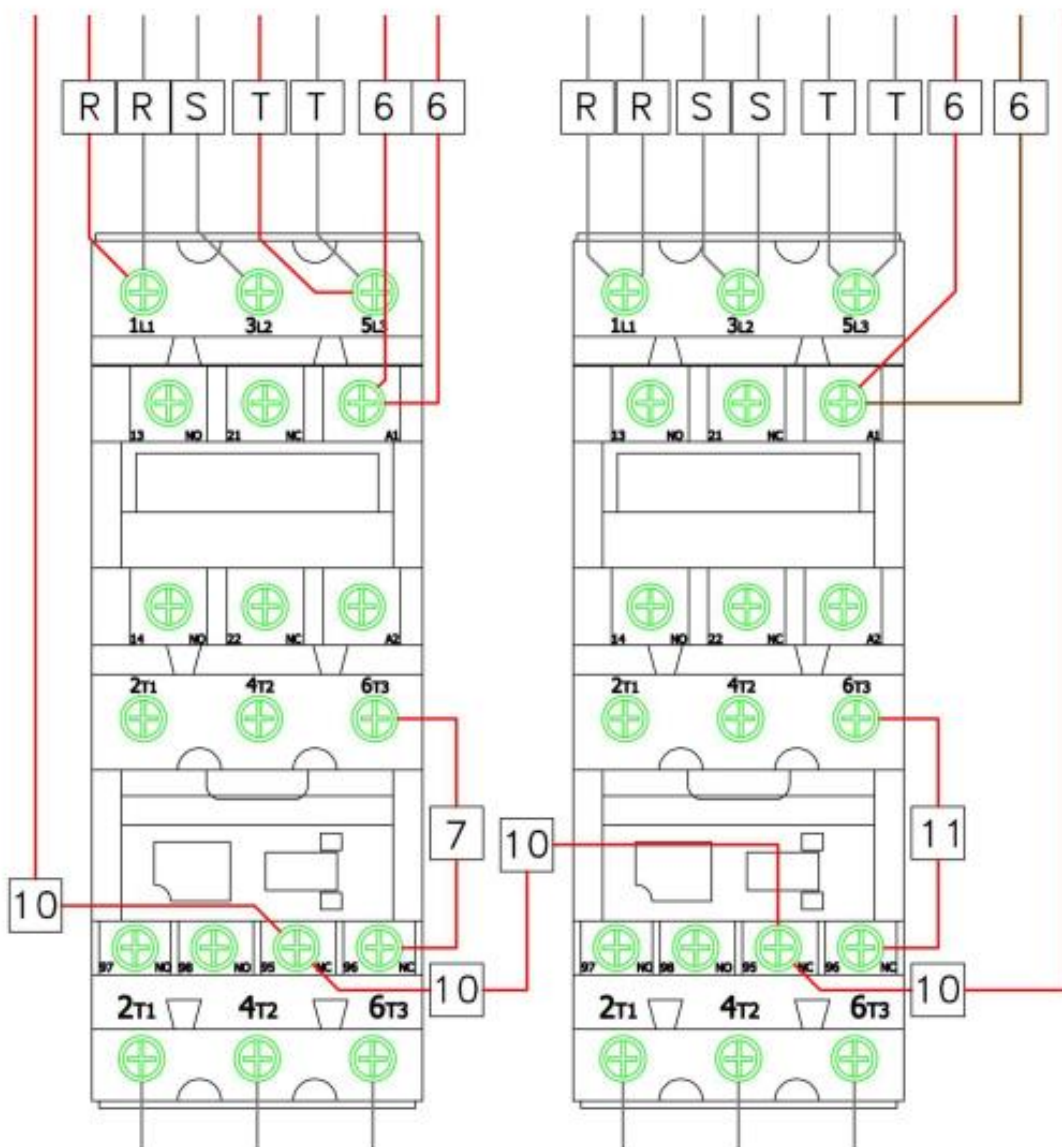 R R S T T 6 6 R R S S T T 6 6
1L1 3L2 5L3 1L1 3L2 5L3
13 NO 21 NC A1 13 NO 21 NC A1
14 NO 22 NC A2 14 NO 22 NC A2
2T1 4T2 6T3 2T1 4T2 6T3
7 10 11
10
97 NO 98 NO 95 NC 96 NC 97 NO 98 NO 95 NC 96 NC
10 10
2T1 4T2 6T3 2T1 4T2 6T3